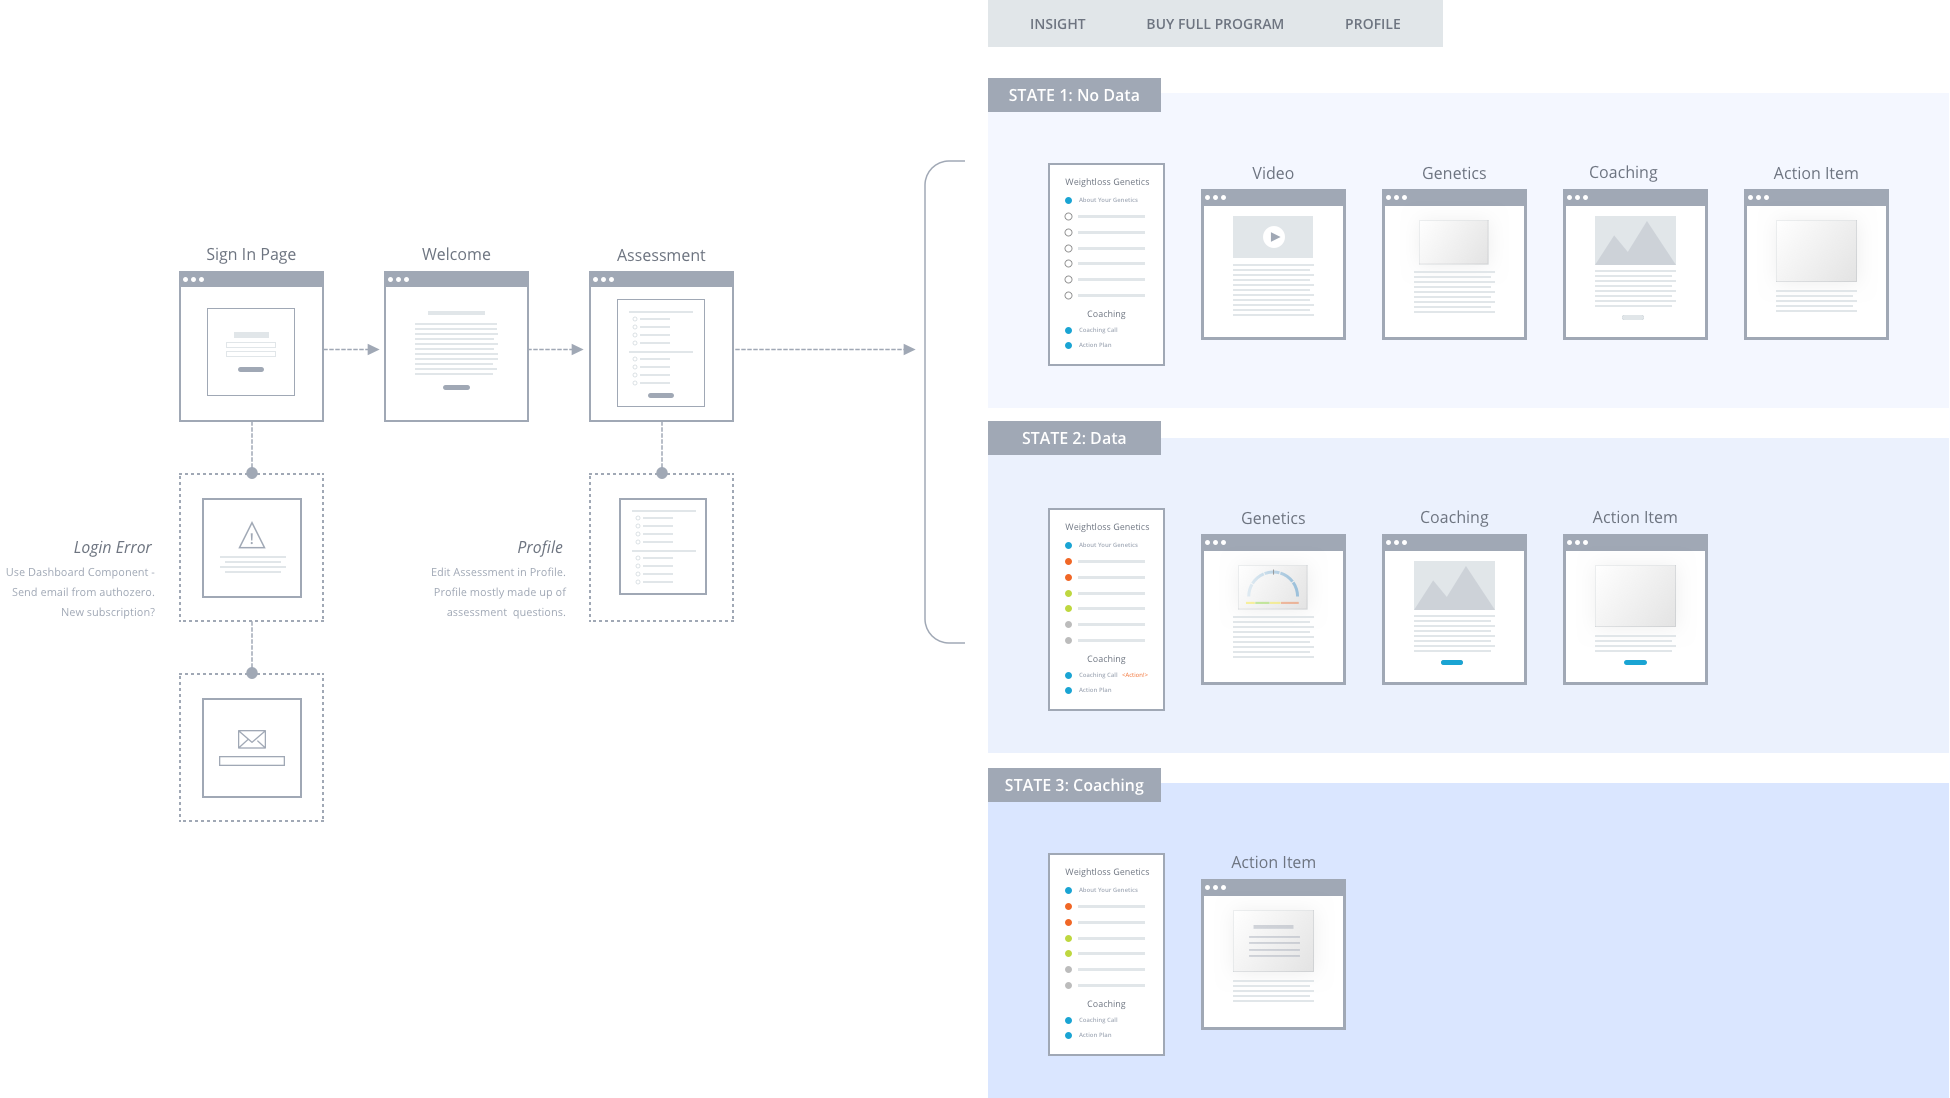 INSIGHT
BUY FULL PROGRAM
PROFILE
STATE 1: No Data
Weightloss Genetics
About Your Genetics
Coaching
Coaching Call
Action Plan
Video
Genetics
Coaching
Action Item
Sign In Page
Welcome
Assessment
Login Error
Use Dashboard Component -
Send email from authozero.
New subscription?
Profile
Edit Assessment in Profile.
Profile mostly made up of
assessment questions.
STATE 2: Data
Weightloss Genetics
About Your Genetics
Coaching
Coaching Call <Action!>
Action Plan
Genetics
Coaching
Action Item
STATE 3: Coaching
Weightloss Genetics
About Your Genetics
Coaching
Coaching Call
Action Plan
Action Item